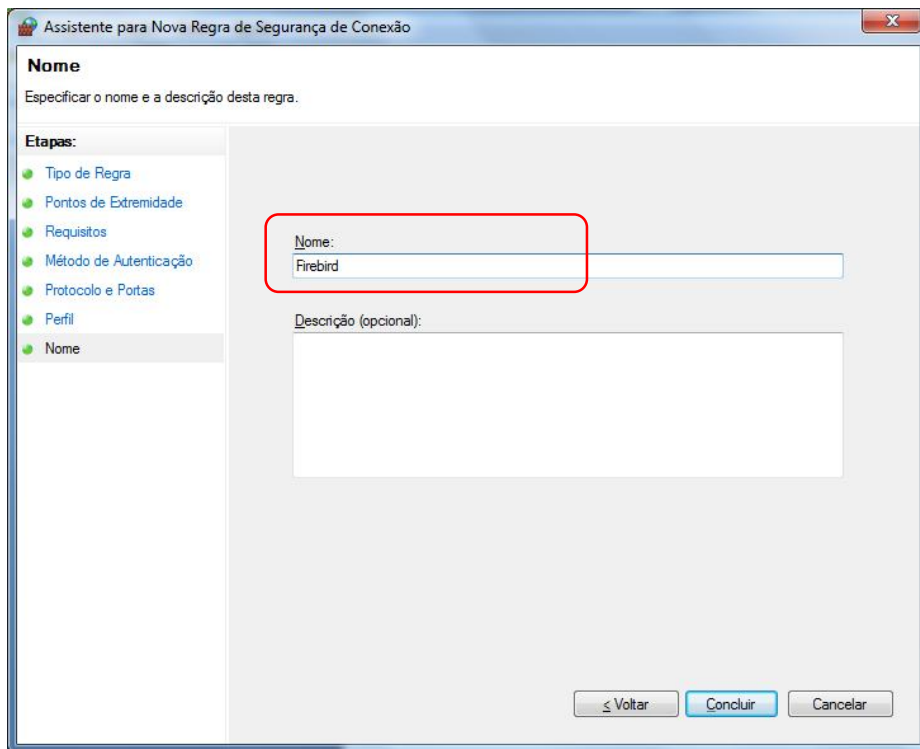 Assistente para Nova Regra de Segurança de Conexão
Nome
Especificar o nome e a descrição desta regra.
Etapas:
Tipo de Regra
Pontos de Extremidade
Requisitos
Método de Autenticação
Protocolo e Portas
Perfil
Nome
Nome:
Firebird
Descrição (opcional):
< Voltar
Concluir
Cancelar